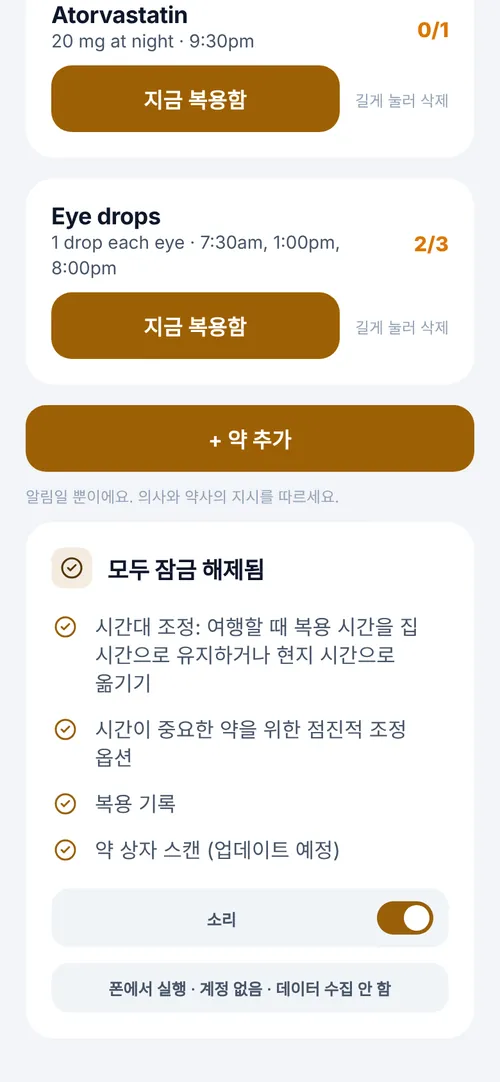 Atorvastatin
20 mg at night · 9:30pm
0/1
지금 복용함
길게 눌러 삭제
Eye drops
1 drop each eye · 7:30am, 1:00pm,
8:00pm
2/3
지금 복용함
길게 눌러 삭제
+ 약 추가
알림일 뿐이에요. 의사와 약사의 지시를 따르세요.
모두 잠금 해제됨
시간대 조정: 여행할 때 복용 시간을 집
시간으로 유지하거나 현지 시간으로
옮기기
시간이 중요한 약을 위한 점진적 조정
옵션
복용 기록
약 상자 스캔 (업데이트 예정)
소리
폰에서 실행 · 계정 없음 · 데이터 수집 안 함